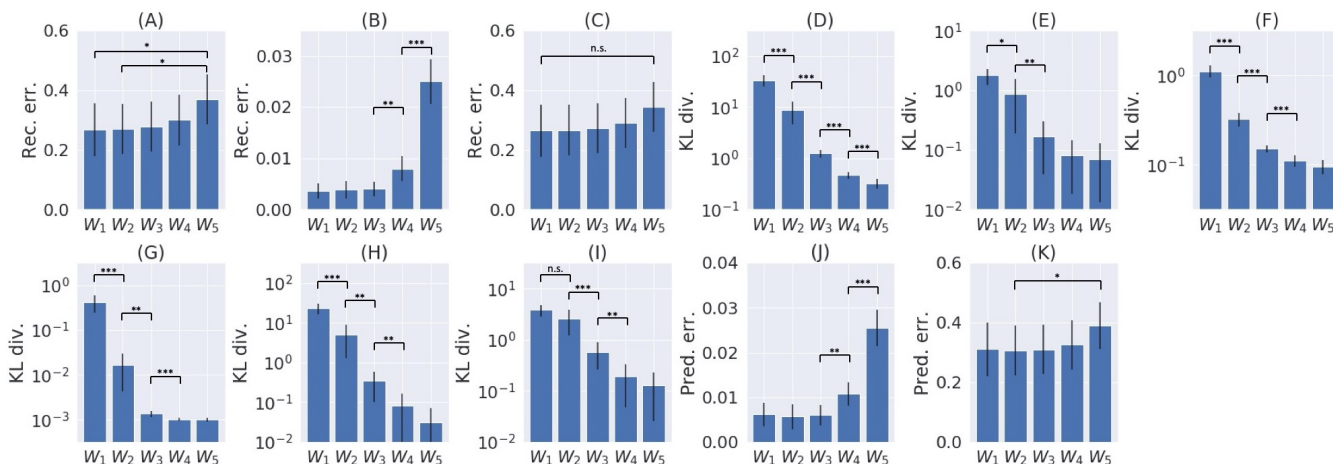 (A)
Rec. err.
0.6
0.4
0.2
0.0
*
*
W1 W2 W3 W4 W5
(B)
Rec. err.
0.03
0.02
0.01
0.00
***
**
W1 W2 W3 W4 W5
(C)
Rec. err.
0.6
0.4
0.2
0.0
n.s.
W1 W2 W3 W4 W5
(D)
KL div.
10^2
10^1
10^0
10^-1
***
***
***
***
W1 W2 W3 W4 W5
(E)
KL div.
10^1
10^0
10^-1
10^-2
*
**
W1 W2 W3 W4 W5
(F)
KL div.
10^0
10^-1
***
***
***
W1 W2 W3 W4 W5
(G)
KL div.
10^0
10^-1
10^-2
10^-3
***
**
***
W1 W2 W3 W4 W5
(H)
KL div.
10^2
10^1
10^0
10^-1
10^-2
***
**
**
W1 W2 W3 W4 W5
(I)
KL div.
10^1
10^0
10^-1
10^-2
n.s.
***
**
W1 W2 W3 W4 W5
(J)
Pred. err.
0.04
0.03
0.02
0.01
0.00
***
**
W1 W2 W3 W4 W5
(K)
Pred. err.
0.6
0.4
0.2
0.0
*
W1 W2 W3 W4 W5